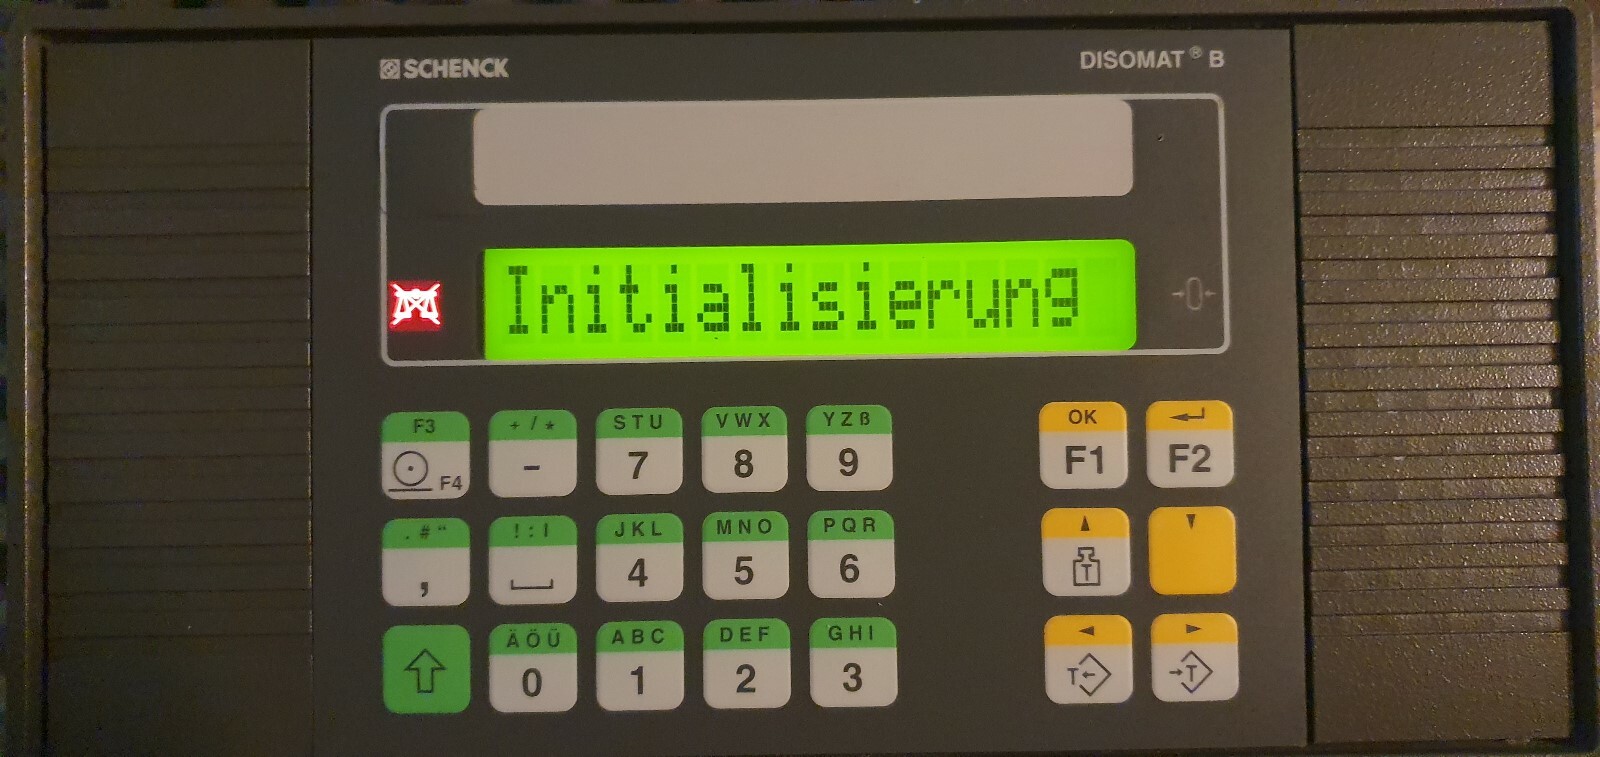 SCHENCK
DISOMAT® B
Initialisierung
F3
F4
+ / *
-
STU
7
VWX
8
YZß
9
OK
F1
F2
. # "
,
! : I
JKL
4
MNO
5
PQR
6
T
ÄÖÜ
0
ABC
1
DEF
2
GHI
3
T
T